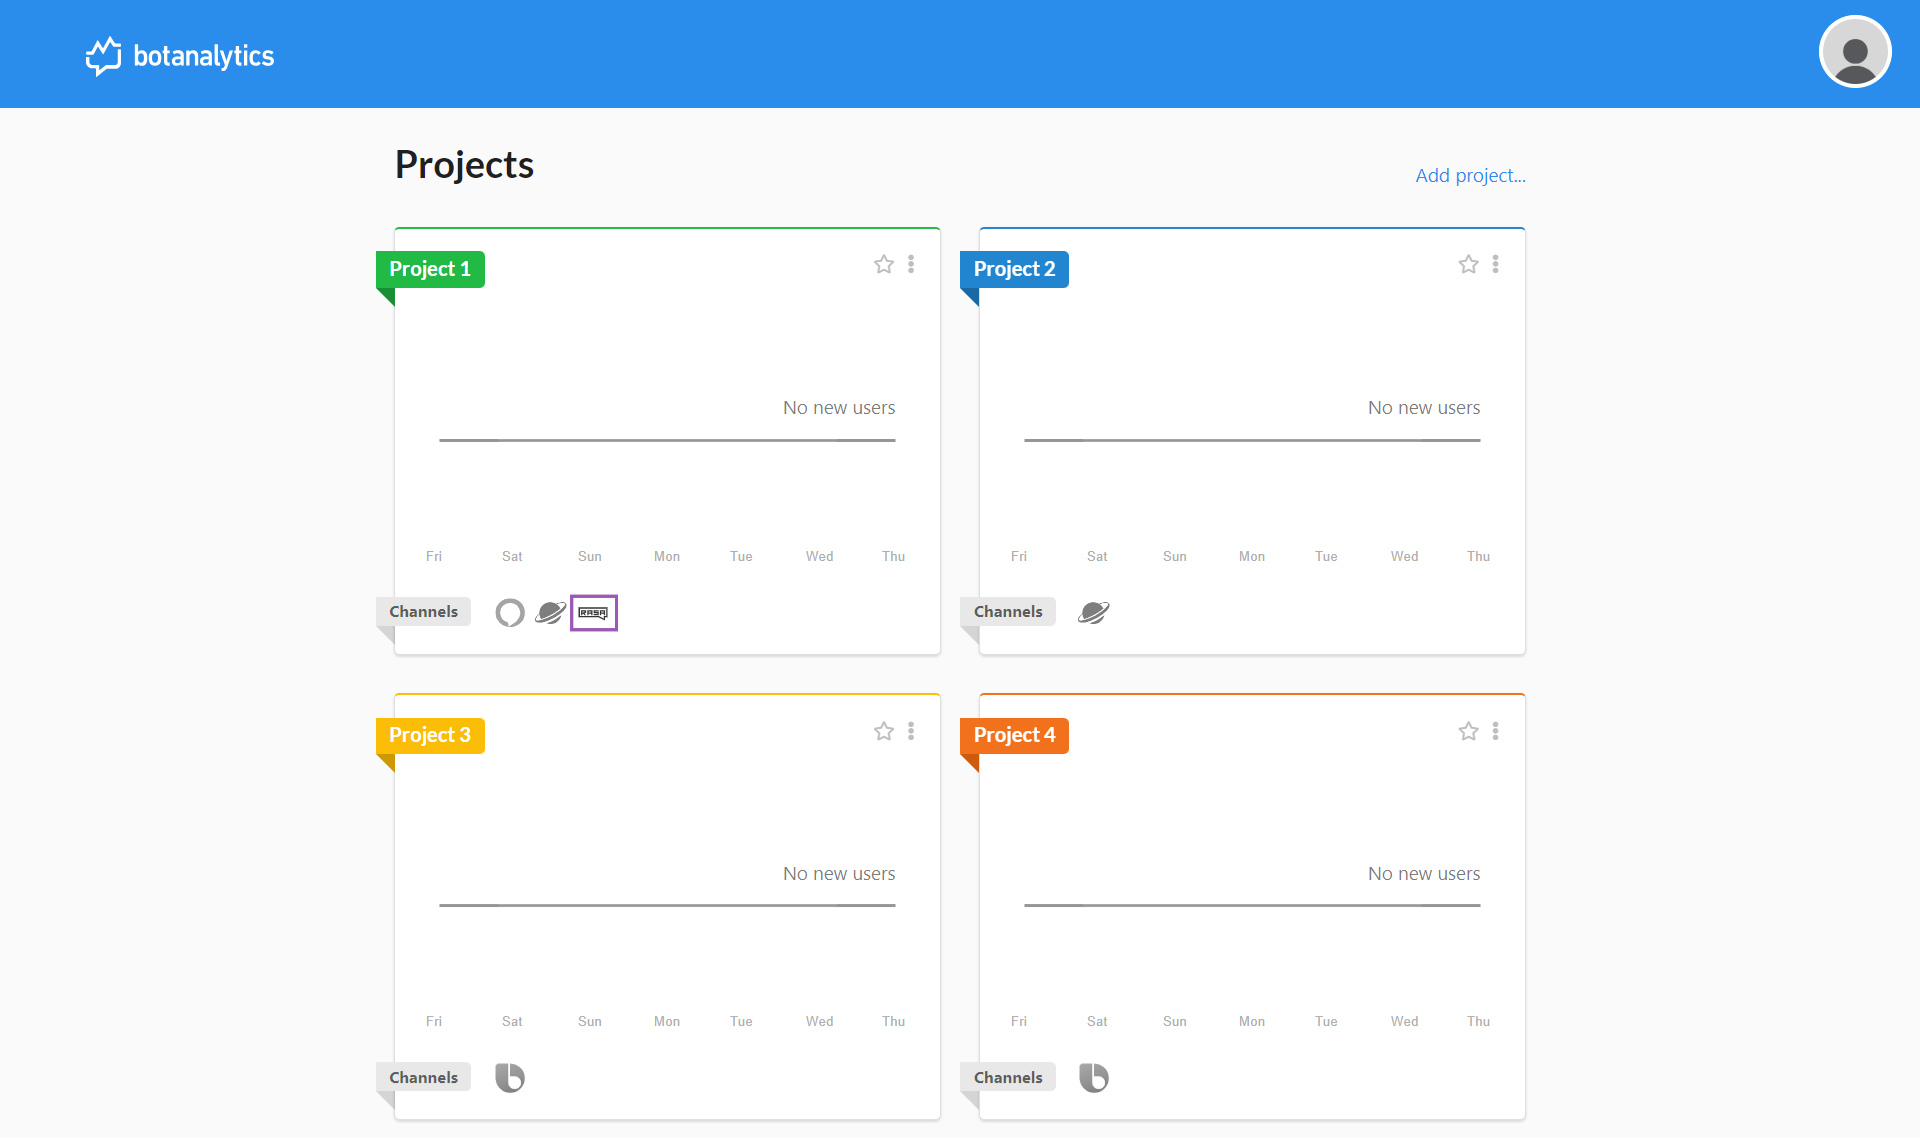 botanalytics
Projects
Add project...
Project 1
No new users
Fri Sat Sun Mon Tue Wed Thu
Channels
RASA
Project 2
No new users
Fri Sat Sun Mon Tue Wed Thu
Channels
Project 3
No new users
Fri Sat Sun Mon Tue Wed Thu
Channels
Project 4
No new users
Fri Sat Sun Mon Tue Wed Thu
Channels